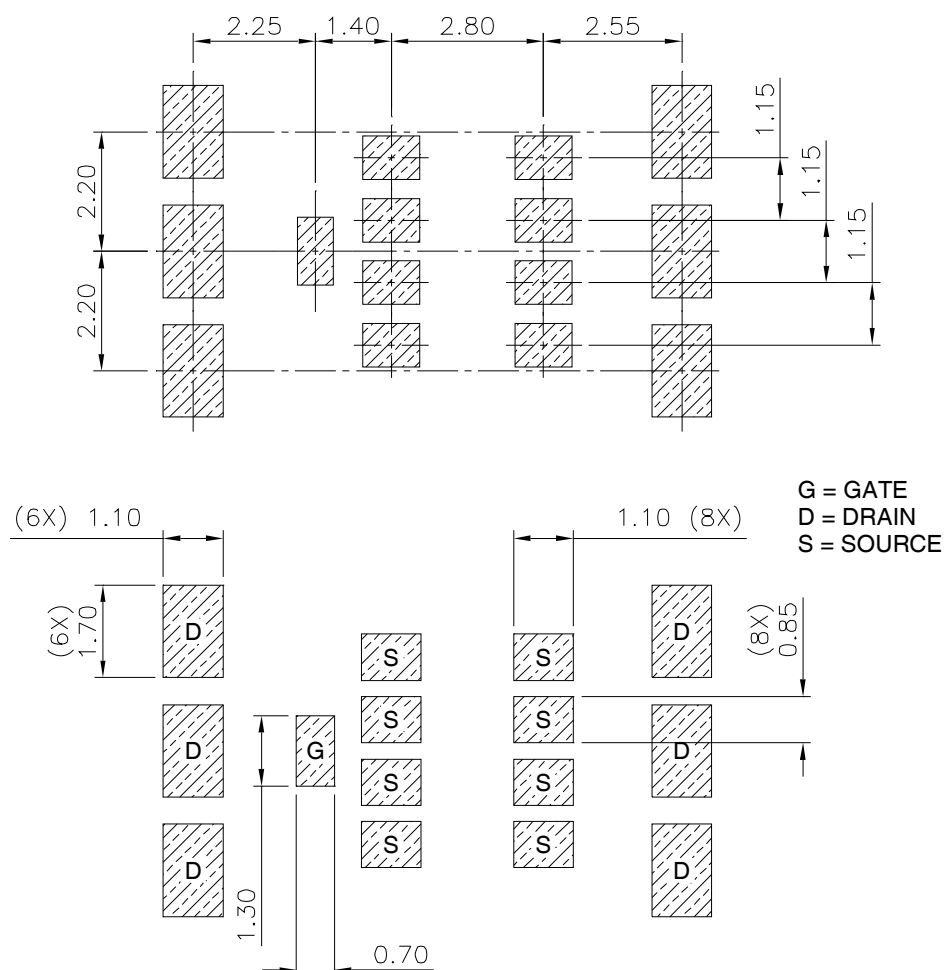 2.25 1.40 2.80 2.55
1.15
1.15
1.15
2.20
2.20
G = GATE
D = DRAIN
S = SOURCE
(6X) 1.10
1.10 (8X)
(6X)
1.70
(8X)
0.85
D D
S S
S S
D G D
S S
S S
D D
1.30
0.70